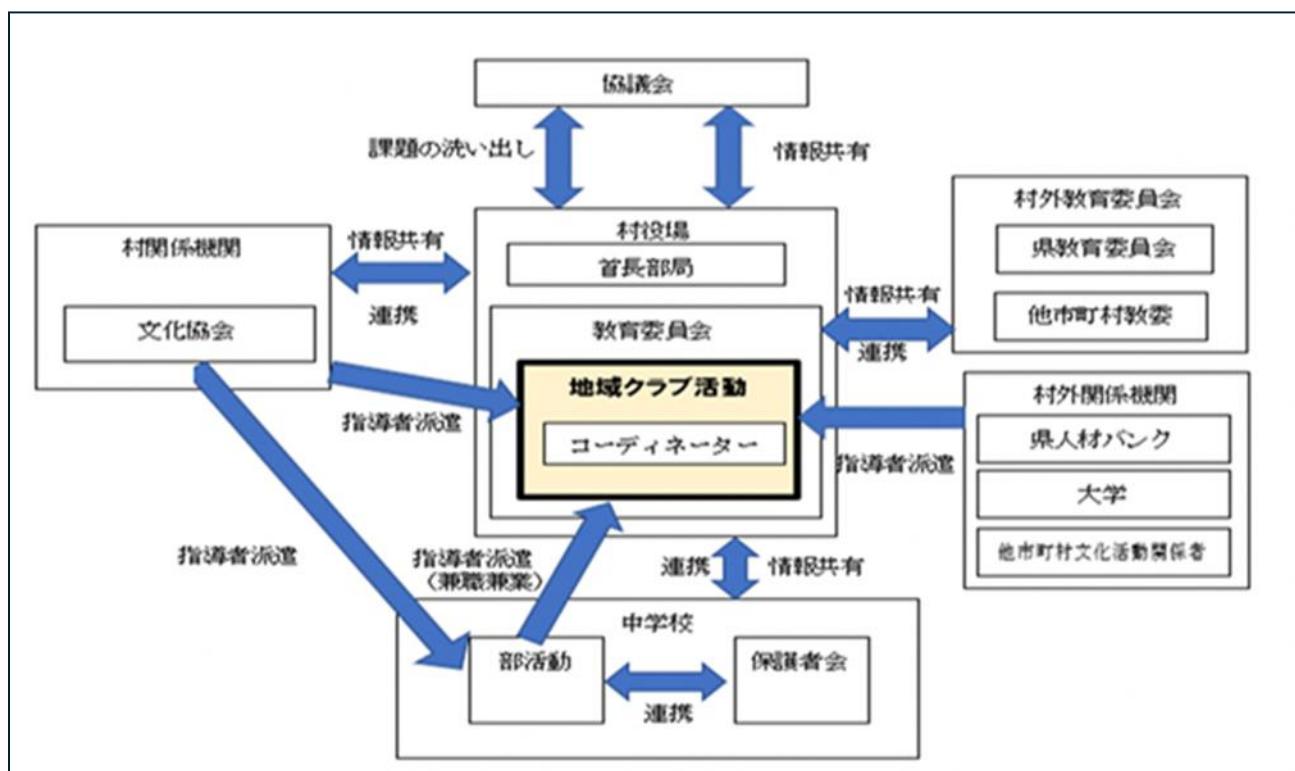 協議会
課題の洗い出し
情報共有
村関係機関
文化協会
情報共有
連携
村役場
首長部局
教育委員会
地域クラブ活動
コーディネーター
村外教育委員会
県教育委員会
他市町村教委
情報共有
連携
村外関係機関
県人材バンク
大学
他市町村文化活動関係者
指導者派遣
指導者派遣
指導者派遣
指導者派遣
（兼職兼業）
連携
情報共有
中学校
部活動
保護者会
連携